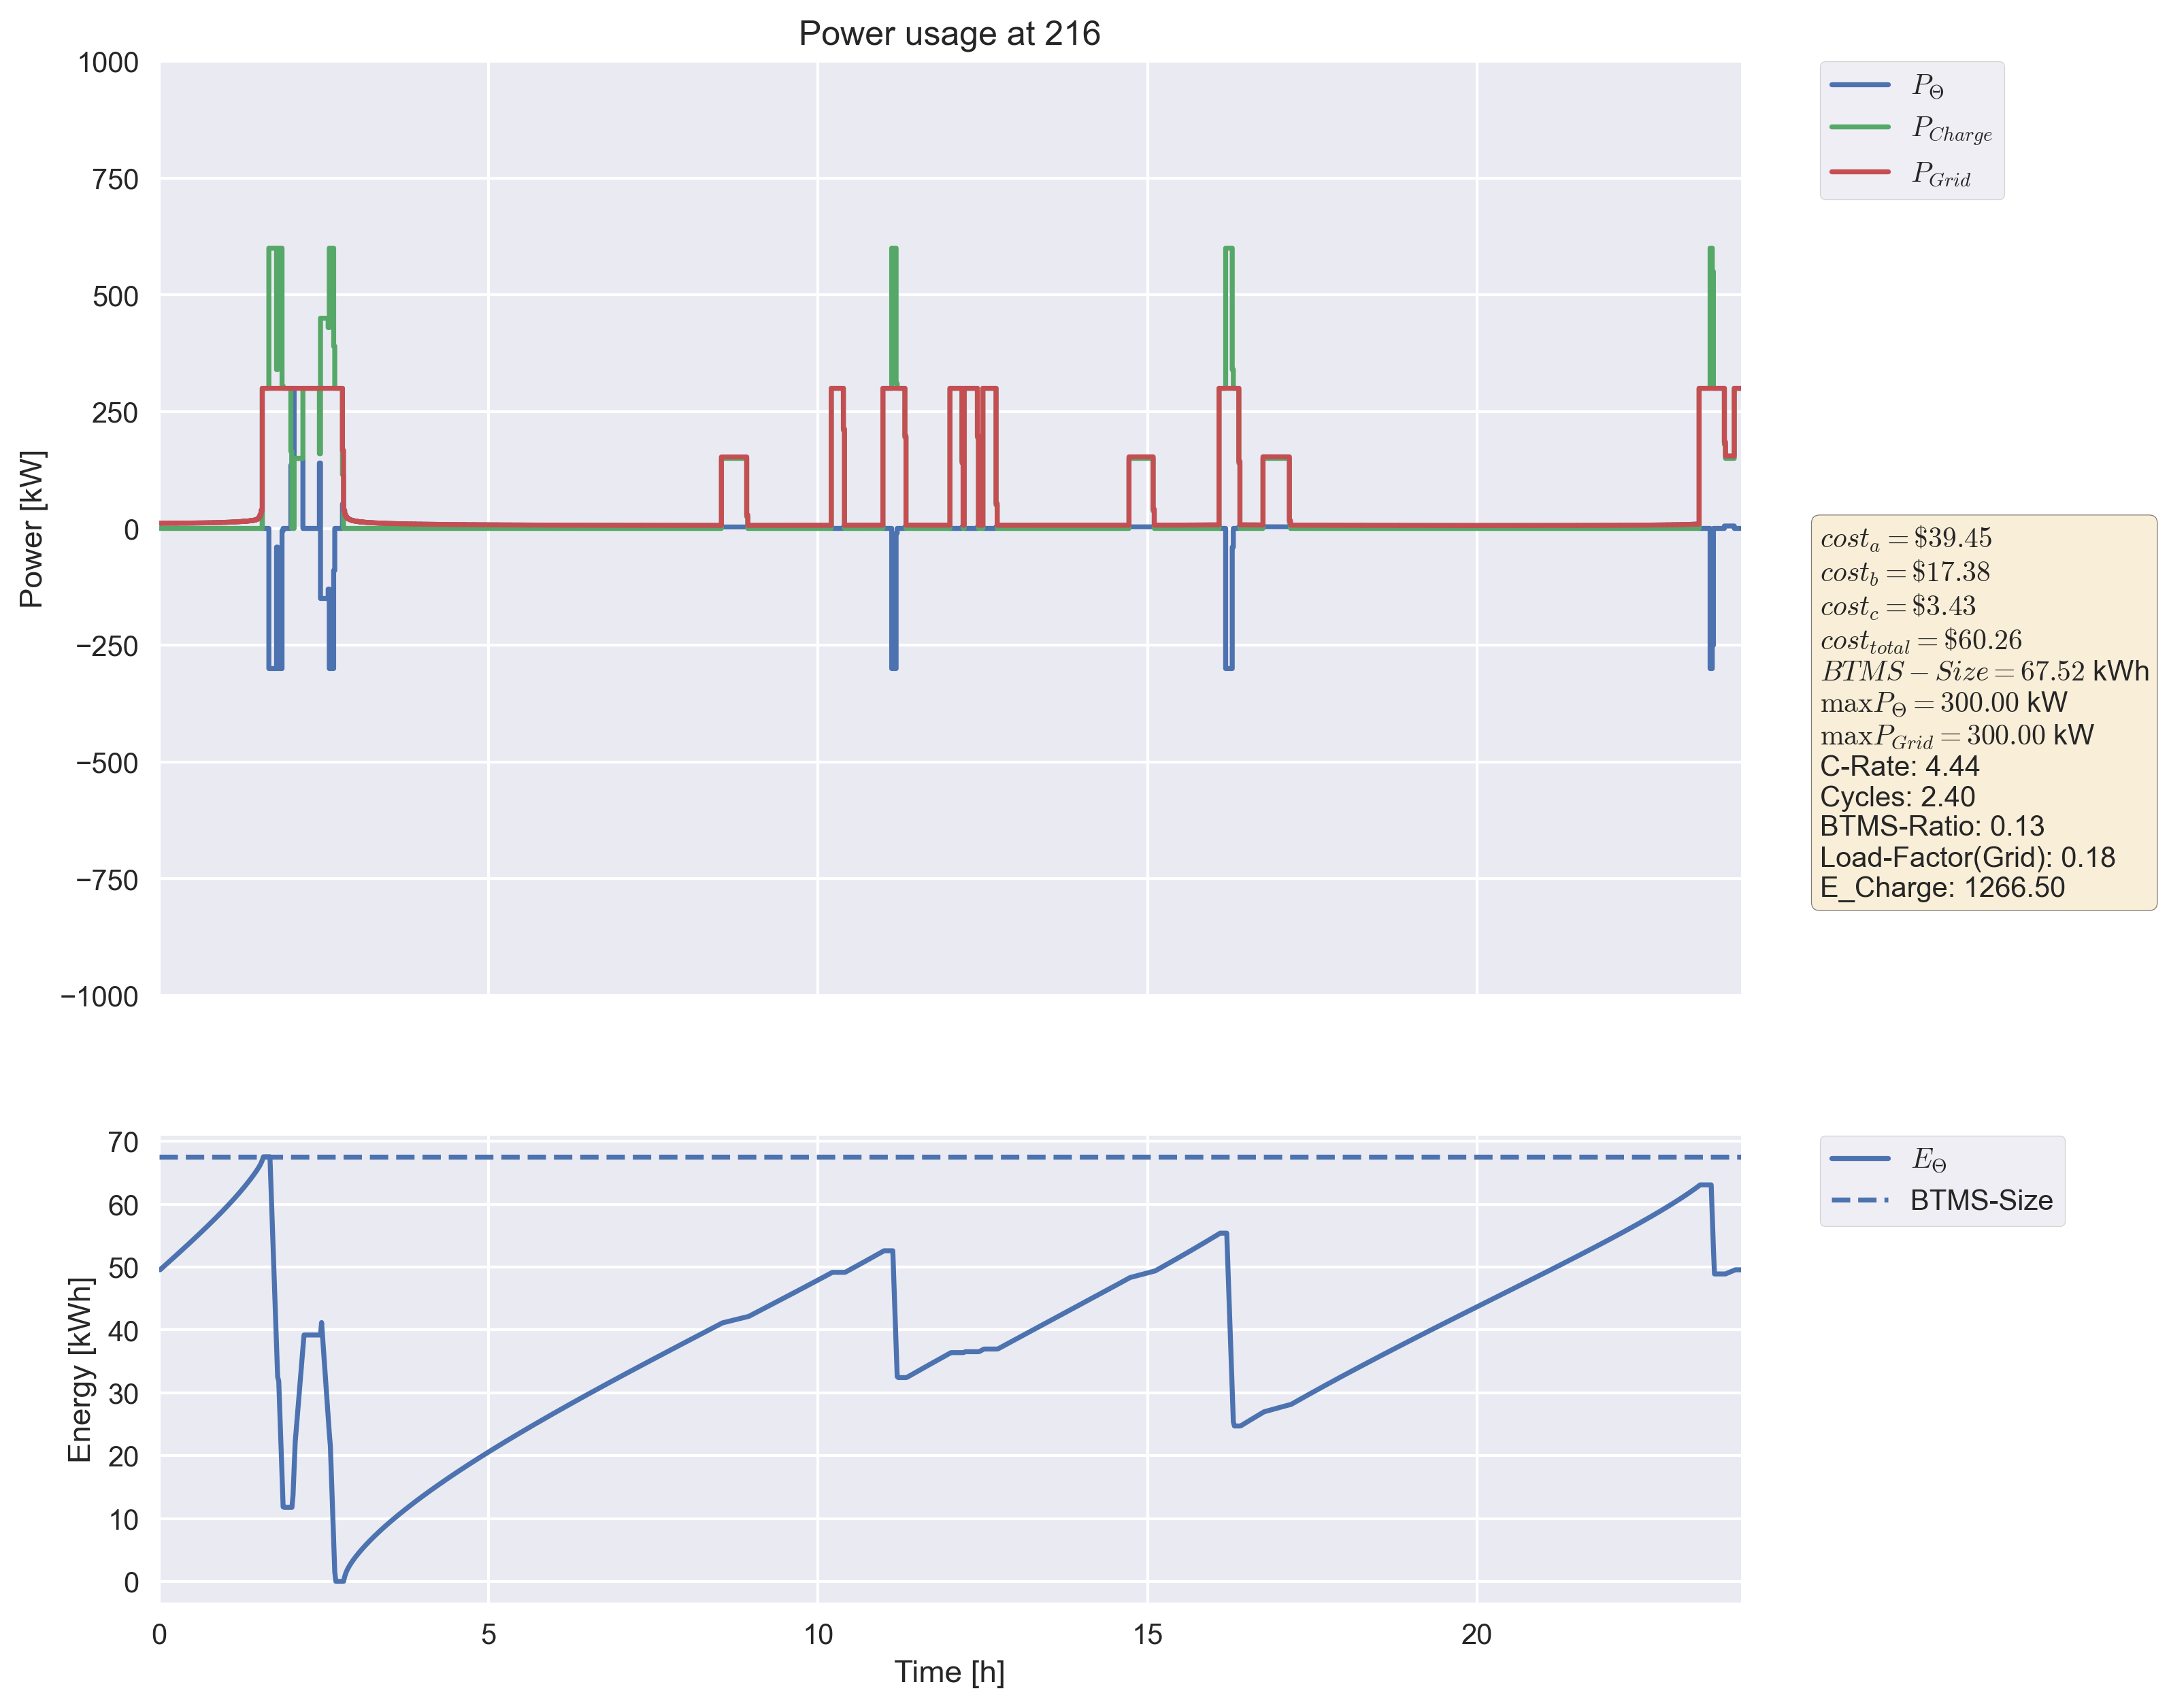 Power usage at 216
1000
750
500
250
0
−250
−500
−750
−1000
Power [kW]
P_Θ
P_Charge
P_Grid
cost_a = $39.45
cost_b = $17.38
cost_c = $3.43
cost_total = $60.26
BTMS − Size = 67.52 kWh
maxP_Θ = 300.00 kW
maxP_Grid = 300.00 kW
C-Rate: 4.44
Cycles: 2.40
BTMS-Ratio: 0.13
Load-Factor(Grid): 0.18
E_Charge: 1266.50
70
60
50
40
30
20
10
0
Energy [kWh]
E_Θ
BTMS-Size
0 5 10 15 20
Time [h]